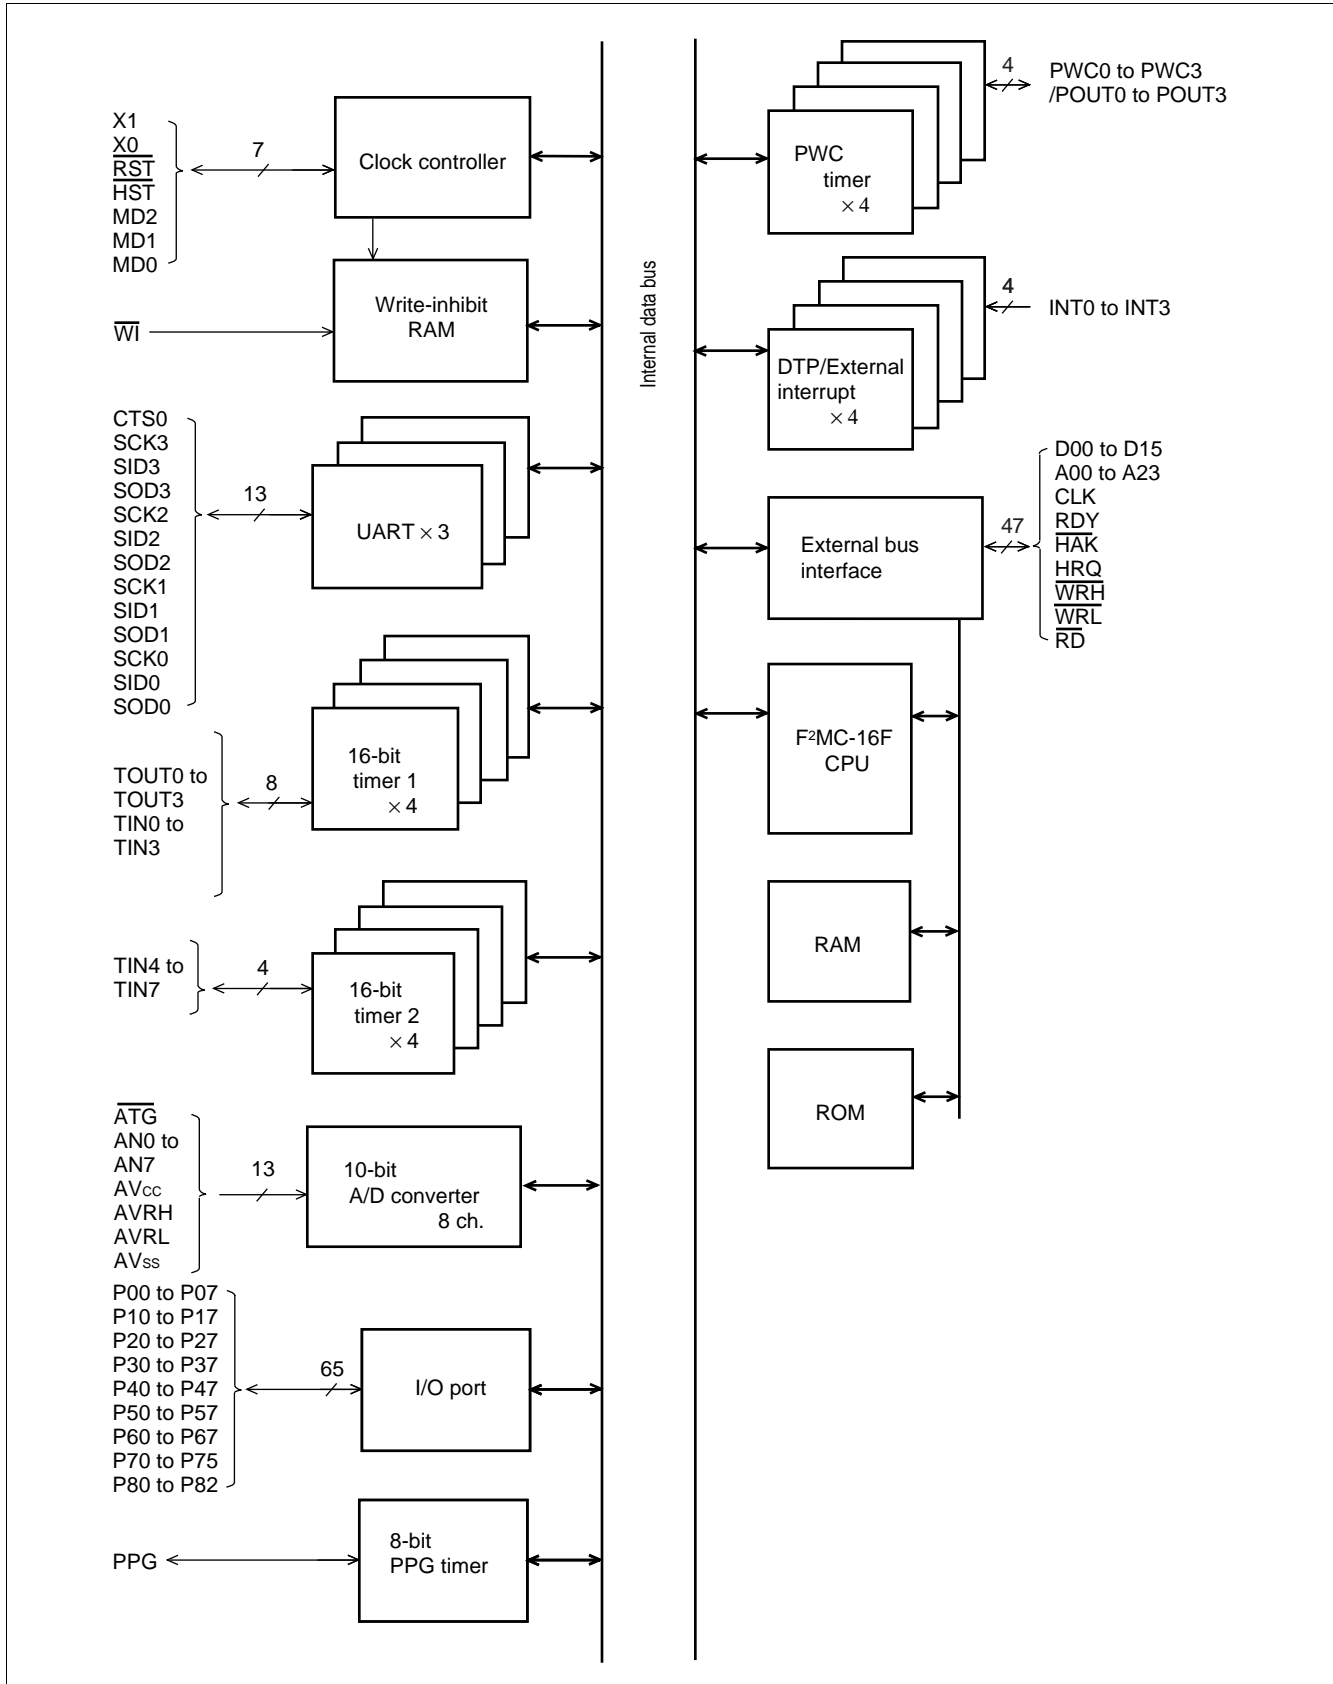 X1
X0
RST
HST
MD2
MD1
MD0
7
Clock controller
WI
Write-inhibit
RAM
CTS0
SCK3
SID3
SOD3
SCK2
SID2
SOD2
SCK1
SID1
SOD1
SCK0
SID0
SOD0
13
UART × 3
TOUT0 to
TOUT3
TIN0 to
TIN3
8
16-bit
timer 1
× 4
TIN4 to
TIN7
4
16-bit
timer 2
× 4
ATG
AN0 to
AN7
AVCC
AVRH
AVRL
AVSS
13
10-bit
A/D converter
8 ch.
P00 to P07
P10 to P17
P20 to P27
P30 to P37
P40 to P47
P50 to P57
P60 to P67
P70 to P75
P80 to P82
65
I/O port
PPG
8-bit
PPG timer
Internal data bus
PWC
timer
× 4
4
PWC0 to PWC3
/POUT0 to POUT3
DTP/External
interrupt
× 4
4
INT0 to INT3
External bus
interface
47
D00 to D15
A00 to A23
CLK
RDY
HAK
HRQ
WRH
WRL
RD
F²MC-16F
CPU
RAM
ROM